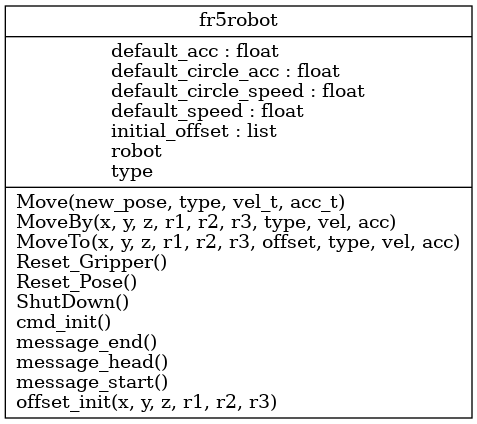 fr5robot
default_acc : float
default_circle_acc : float
default_circle_speed : float
default_speed : float
initial_offset : list
robot
type
Move(new_pose, type, vel_t, acc_t)
MoveBy(x, y, z, r1, r2, r3, type, vel, acc)
MoveTo(x, y, z, r1, r2, r3, offset, type, vel, acc)
Reset_Gripper()
Reset_Pose()
ShutDown()
cmd_init()
message_end()
message_head()
message_start()
offset_init(x, y, z, r1, r2, r3)